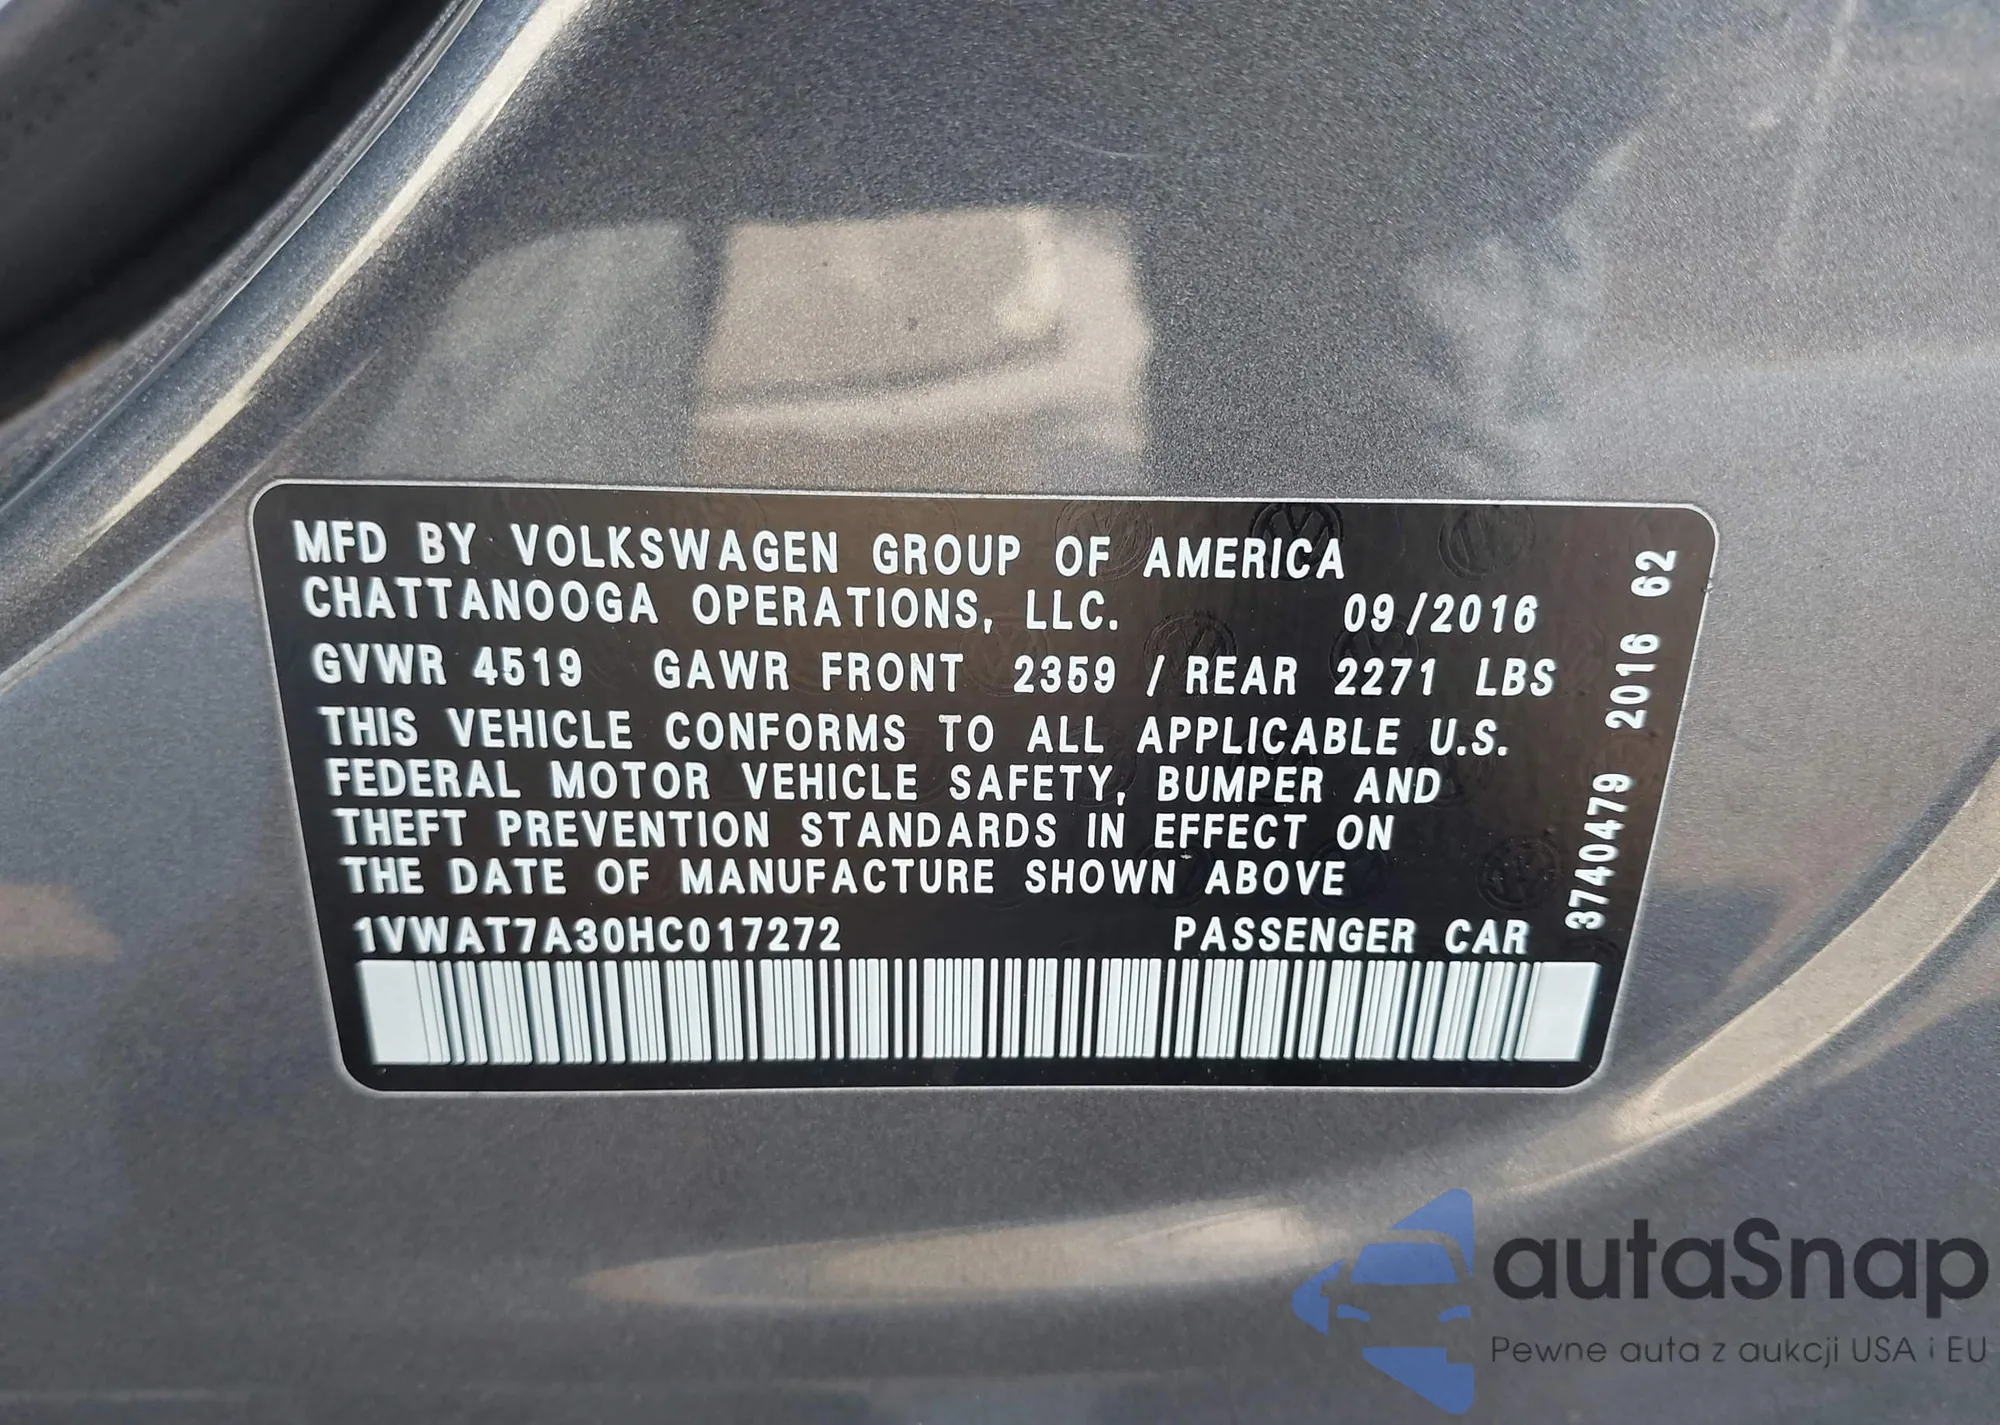 MFD BY VOLKSWAGEN GROUP OF AMERICA
CHATTANOOGA OPERATIONS, LLC. 09/2016
GVWR 4519 GAWR FRONT 2359 / REAR 2271 LBS
THIS VEHICLE CONFORMS TO ALL APPLICABLE U.S.
FEDERAL MOTOR VEHICLE SAFETY, BUMPER AND
THEFT PREVENTION STANDARDS IN EFFECT ON
THE DATE OF MANUFACTURE SHOWN ABOVE
1VWAT7A30HC017272 PASSENGER CAR
3740479 2016 62
autaSnap
Pewne auta z aukcji USA i EU